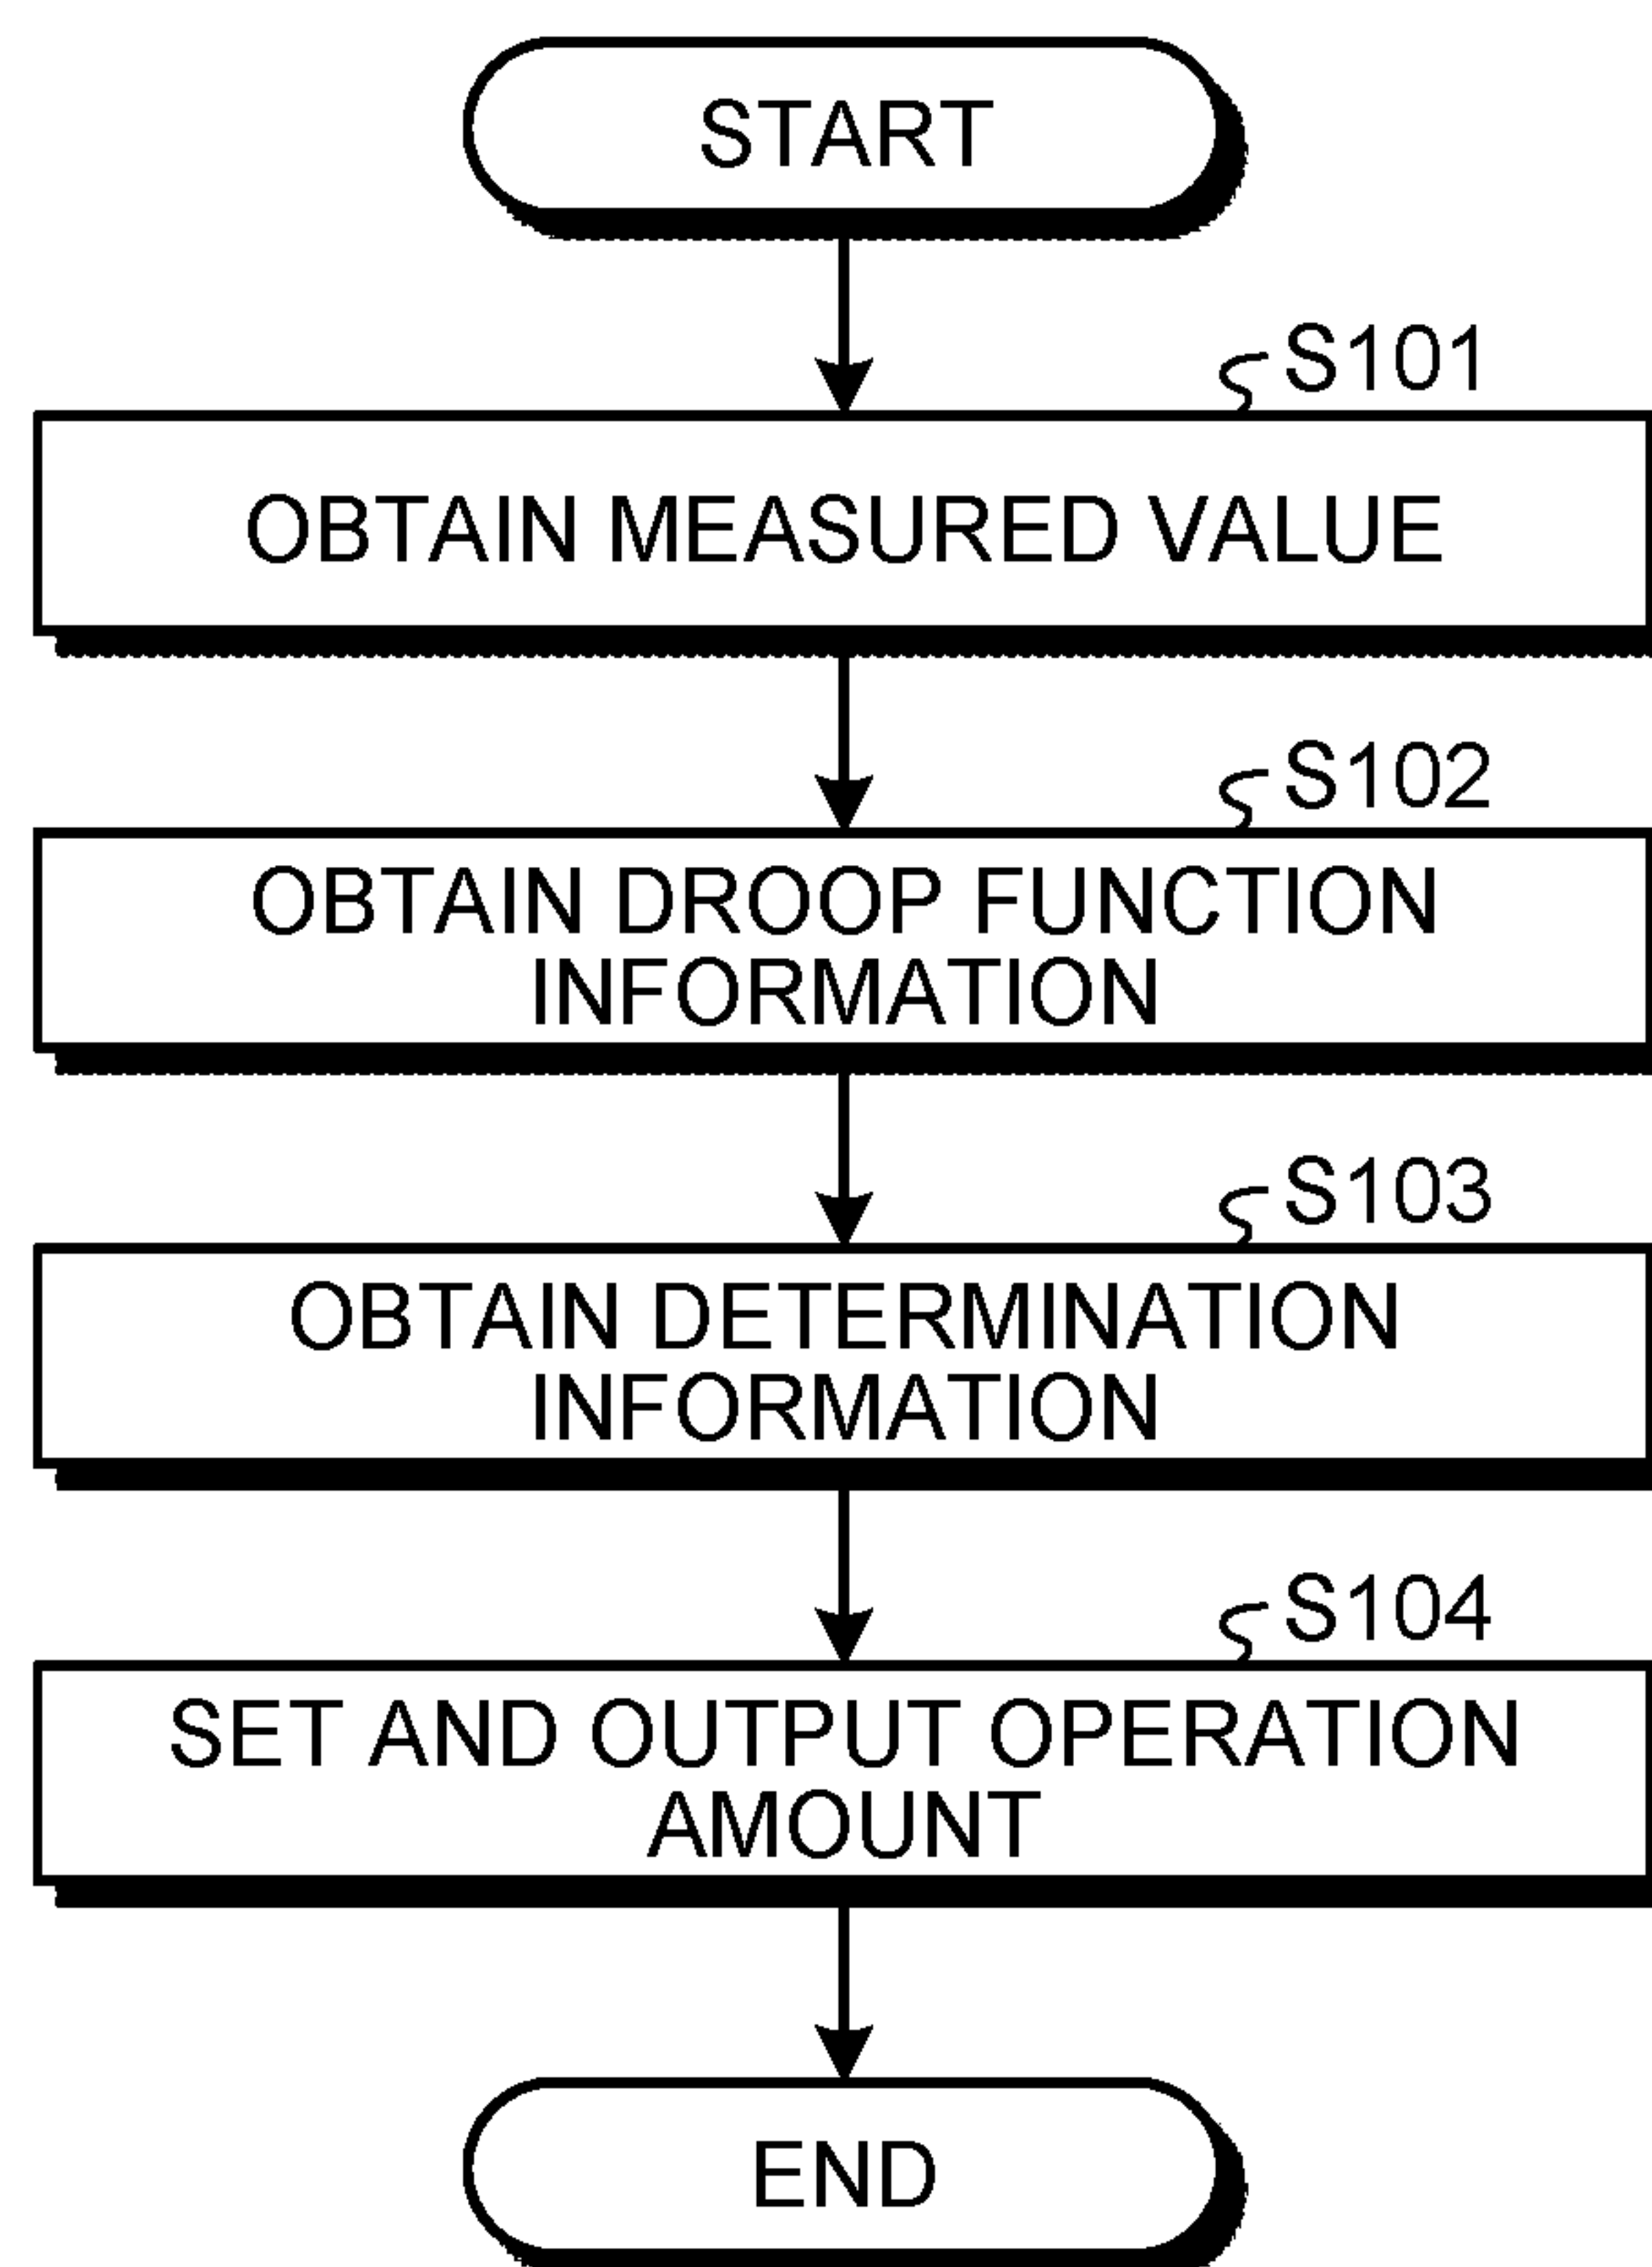 START
S101
OBTAIN MEASURED VALUE
S102
OBTAIN DROOP FUNCTION
INFORMATION
S103
OBTAIN DETERMINATION
INFORMATION
S104
SET AND OUTPUT OPERATION
AMOUNT
END